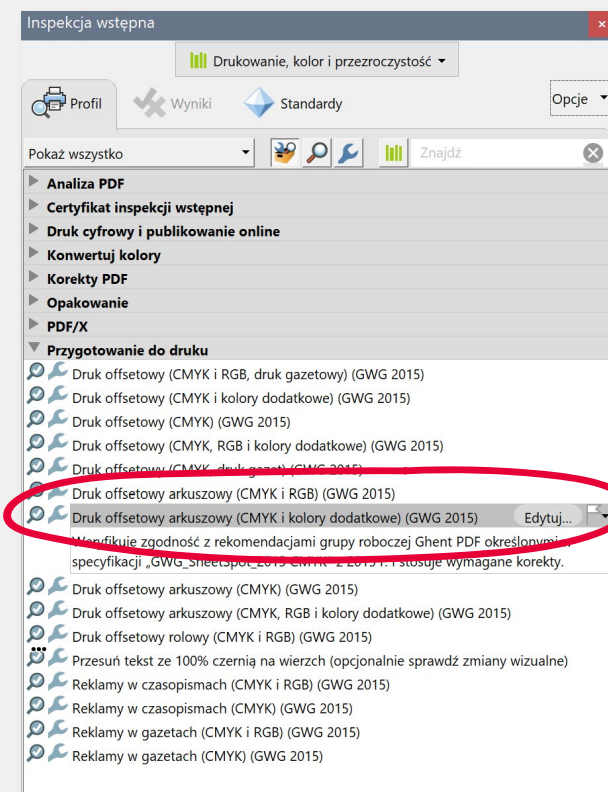 Inspekcja wstępna
Drukowanie, kolor i przezroczystość
Profil Wyniki Standardy Opcje
Pokaż wszystko Znajdź
Analiza PDF
Certyfikat inspekcji wstępnej
Druk cyfrowy i publikowanie online
Konwertuj kolory
Korekty PDF
Opakowanie
PDF/X
Przygotowanie do druku
Druk offsetowy (CMYK i RGB, druk gazetowy) (GWG 2015)
Druk offsetowy (CMYK i kolory dodatkowe) (GWG 2015)
Druk offsetowy (CMYK) (GWG 2015)
Druk offsetowy (CMYK, RGB i kolory dodatkowe) (GWG 2015)
Druk offsetowy (CMYK, druk gazet) (GWG 2015)
Druk offsetowy arkuszowy (CMYK i RGB) (GWG 2015)
Druk offsetowy arkuszowy (CMYK i kolory dodatkowe) (GWG 2015) Edytuj...
Weryfikuje zgodność z rekomendacjami grupy roboczej Ghent PDF określonymi w
specyfikacji „GWG_SheetSpot_2015 CMYK” z 2015 r. i stosuje wymagane korekty.
Druk offsetowy arkuszowy (CMYK) (GWG 2015)
Druk offsetowy arkuszowy (CMYK, RGB i kolory dodatkowe) (GWG 2015)
Druk offsetowy rolowy (CMYK i RGB) (GWG 2015)
Przesuń tekst ze 100% czernią na wierzch (opcjonalnie sprawdź zmiany wizualne)
Reklamy w czasopismach (CMYK i RGB) (GWG 2015)
Reklamy w czasopismach (CMYK) (GWG 2015)
Reklamy w gazetach (CMYK i RGB) (GWG 2015)
Reklamy w gazetach (CMYK) (GWG 2015)